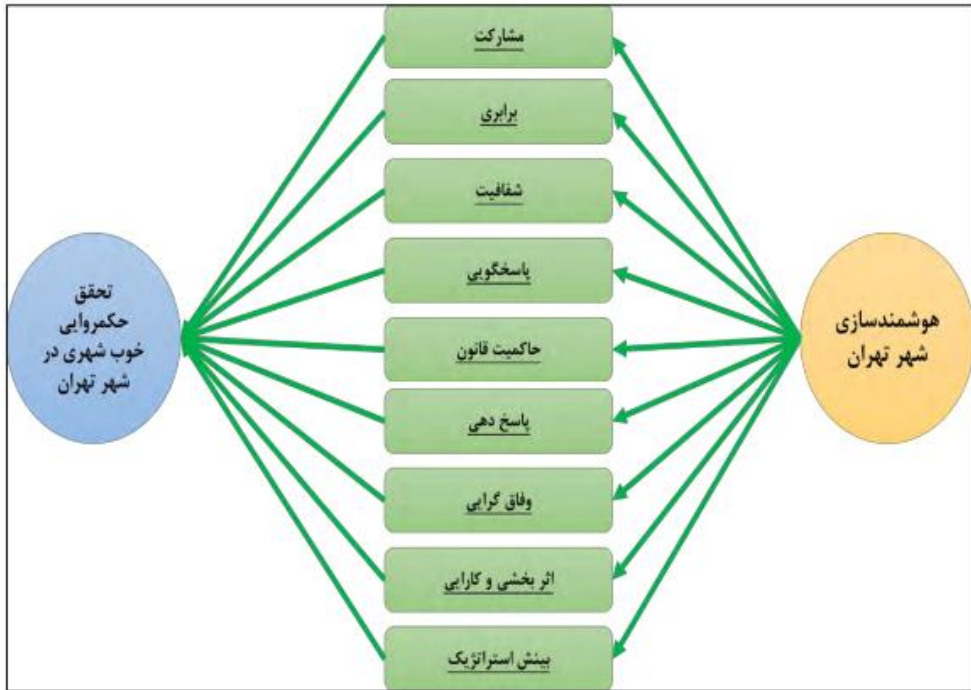 هوشمندسازی
شهر تهران
مشارکت
برابری
شفافیت
پاسخگویی
حاکمیت قانون
پاسخ دهی
وفاق گرایی
اثر بخشی و کارایی
بینش استراتژیک
تحقق
حکمروایی
خوب شهری در
شهر تهران